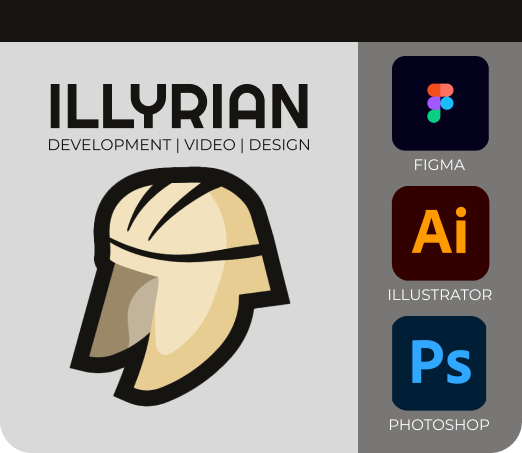 ILLYRIAN
DEVELOPMENT | VIDEO | DESIGN
FIGMA
Ai
ILLUSTRATOR
Ps
PHOTOSHOP